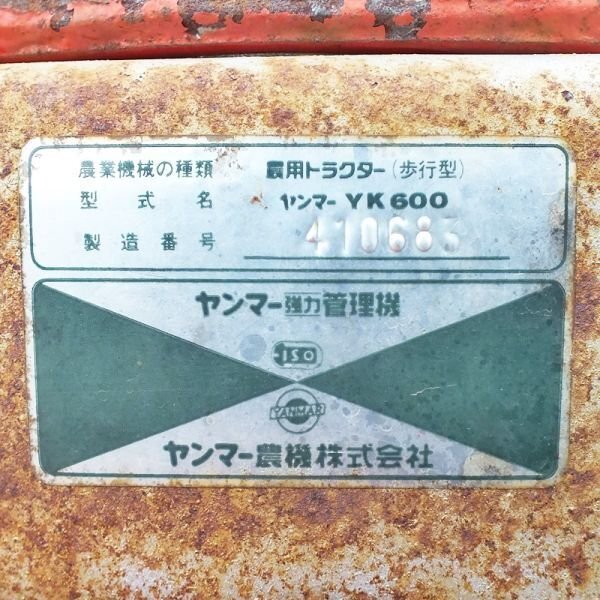 農業機械の種類 農用トラクター(歩行型)
型式名 ヤンマー YK600
製造番号 410683
ヤンマー強力管理機
JSO
YANMAR
ヤンマー農機株式会社